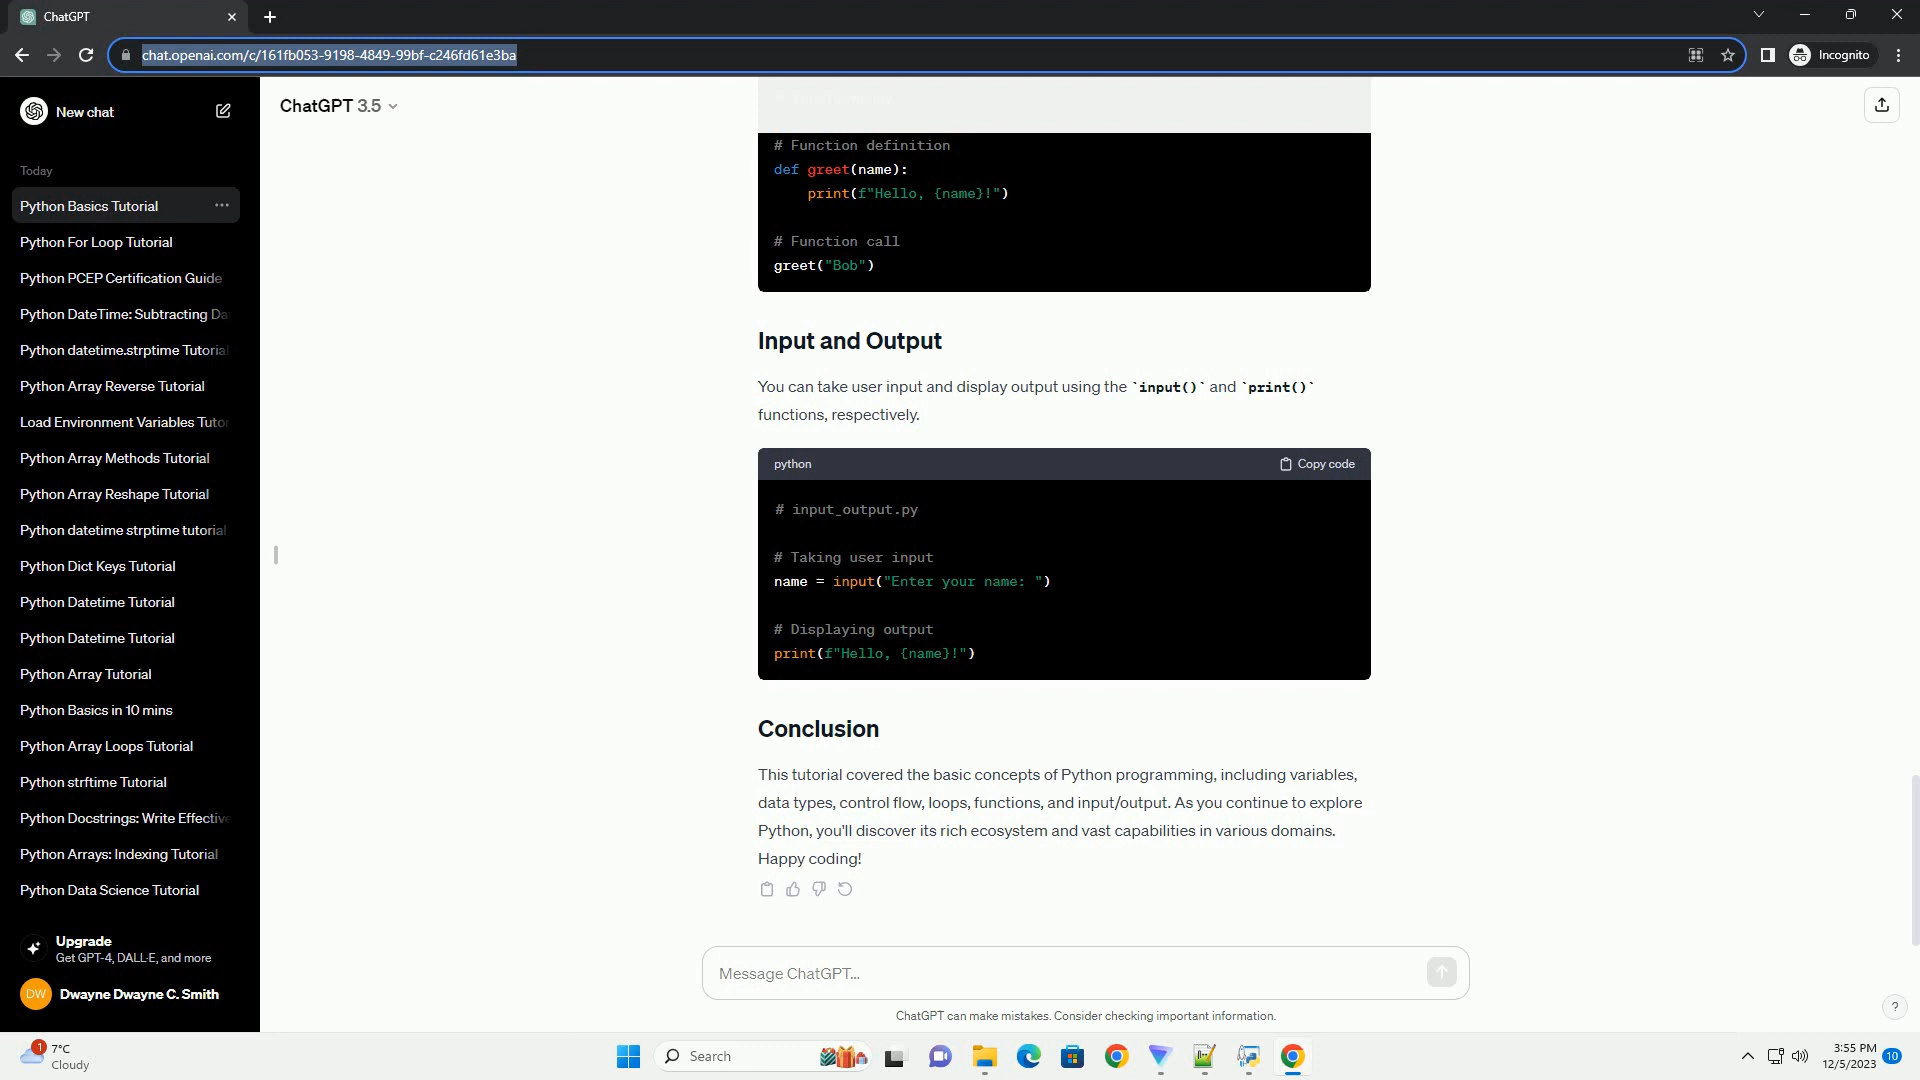 ChatGPT
chat.openai.com/c/161fb053-9198-4849-99bf-c246fd61e3ba
Incognito
New chat
ChatGPT 3.5
Today
Python Basics Tutorial
Python For Loop Tutorial
Python PCEP Certification Guide
Python DateTime: Subtracting Da
Python datetime.strptime Tutorial
Python Array Reverse Tutorial
Load Environment Variables Tutor
Python Array Methods Tutorial
Python Array Reshape Tutorial
Python datetime strptime tutorial
Python Dict Keys Tutorial
Python Datetime Tutorial
Python Datetime Tutorial
Python Array Tutorial
Python Basics in 10 mins
Python Array Loops Tutorial
Python strftime Tutorial
Python Docstrings: Write Effective
Python Arrays: Indexing Tutorial
Python Data Science Tutorial
Upgrade
Get GPT-4, DALL·E, and more
DW
Dwayne Dwayne C. Smith
# Function definition
def greet(name):
print(f"Hello, {name}!")
# Function call
greet("Bob")
Input and Output
You can take user input and display output using the `input()` and `print()`
functions, respectively.
python
Copy code
# input_output.py
# Taking user input
name = input("Enter your name: ")
# Displaying output
print(f"Hello, {name}!")
Conclusion
This tutorial covered the basic concepts of Python programming, including variables,
data types, control flow, loops, functions, and input/output. As you continue to explore
Python, you'll discover its rich ecosystem and vast capabilities in various domains.
Happy coding!
Message ChatGPT...
ChatGPT can make mistakes. Consider checking important information.
?
1
7°C
Cloudy
Search
3:55 PM
12/5/2023
10